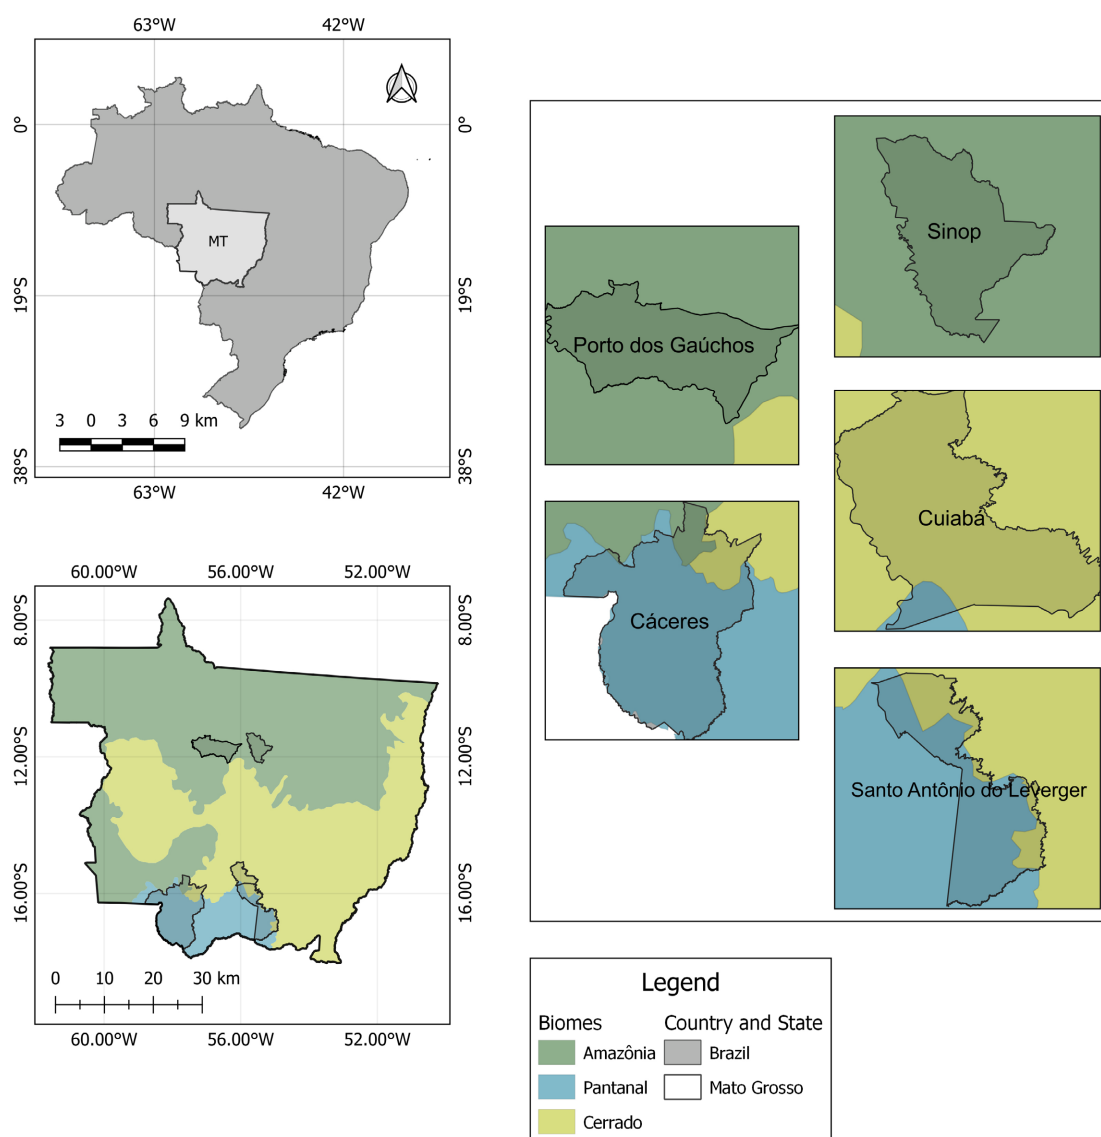 63°W 42°W
0° 0°
MT
19°S 19°S
3 0 3 6 9 km
38°S 38°S
63°W 42°W
60.00°W 56.00°W 52.00°W
8.00°S 8.00°S
12.00°S 12.00°S
16.00°S 16.00°S
0 10 20 30 km
60.00°W 56.00°W 52.00°W
Sinop
Porto dos Gaúchos
Cuiabá
Cáceres
Santo Antônio do Leverger
Legend
Biomes Country and State
Amazônia Brazil
Pantanal Mato Grosso
Cerrado